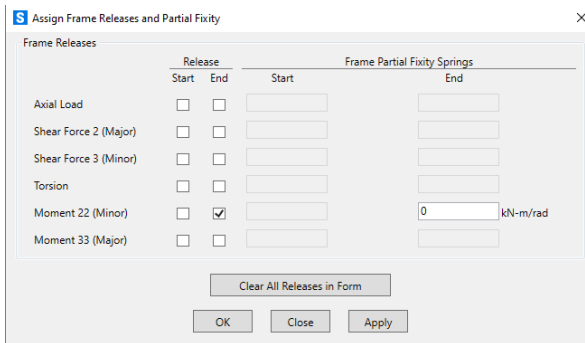 S Assign Frame Releases and Partial Fixity
Frame Releases
Release Frame Partial Fixity Springs
Start End Start End
Axial Load
Shear Force 2 (Major)
Shear Force 3 (Minor)
Torsion
Moment 22 (Minor) 0 kN-m/rad
Moment 33 (Major)
Clear All Releases in Form
OK Close Apply